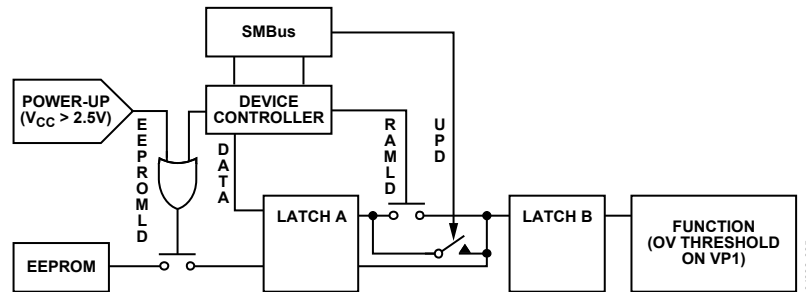 SMBus
POWER-UP
(VCC > 2.5V)
DEVICE
CONTROLLER
EEPROMLD
DATA
RAMLD
UPD
LATCH A
LATCH B
FUNCTION
(OV THRESHOLD
ON VP1)
EEPROM